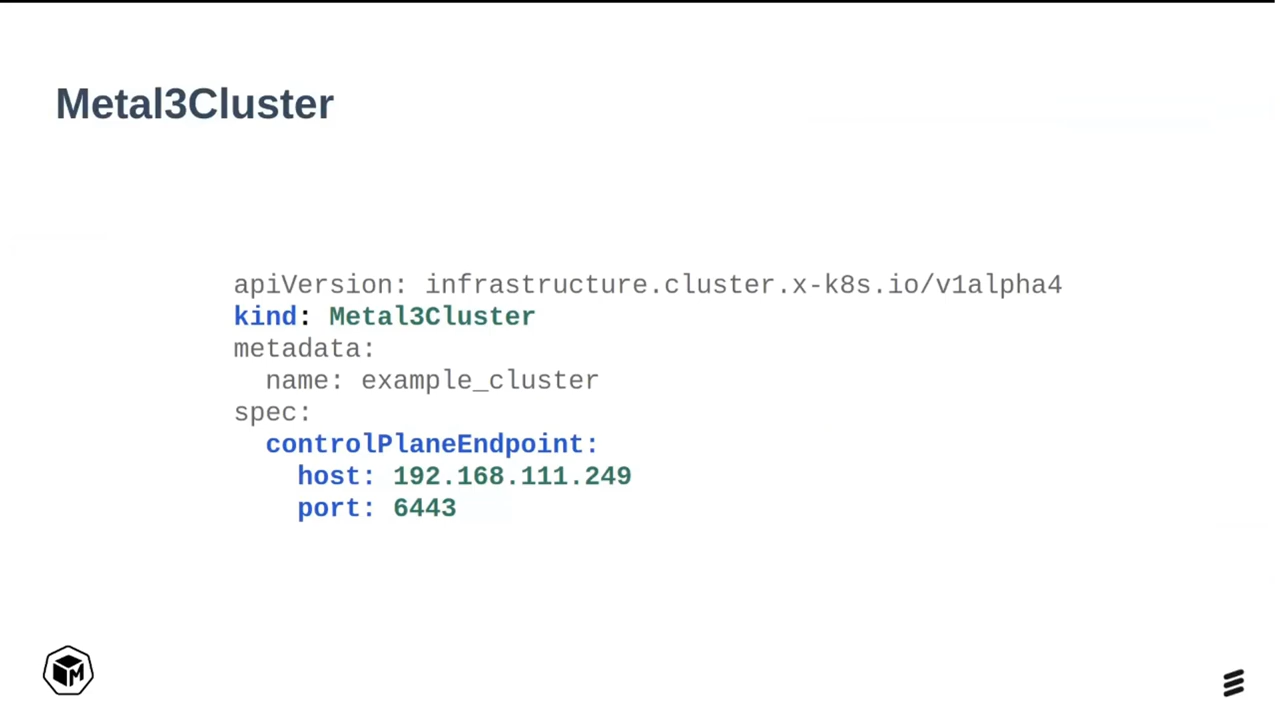 Metal3Cluster
apiVersion: infrastructure.cluster.x-k8s.io/v1alpha4
kind: Metal3Cluster
metadata:
  name: example_cluster
spec:
  controlPlaneEndpoint:
    host: 192.168.111.249
    port: 6443
M